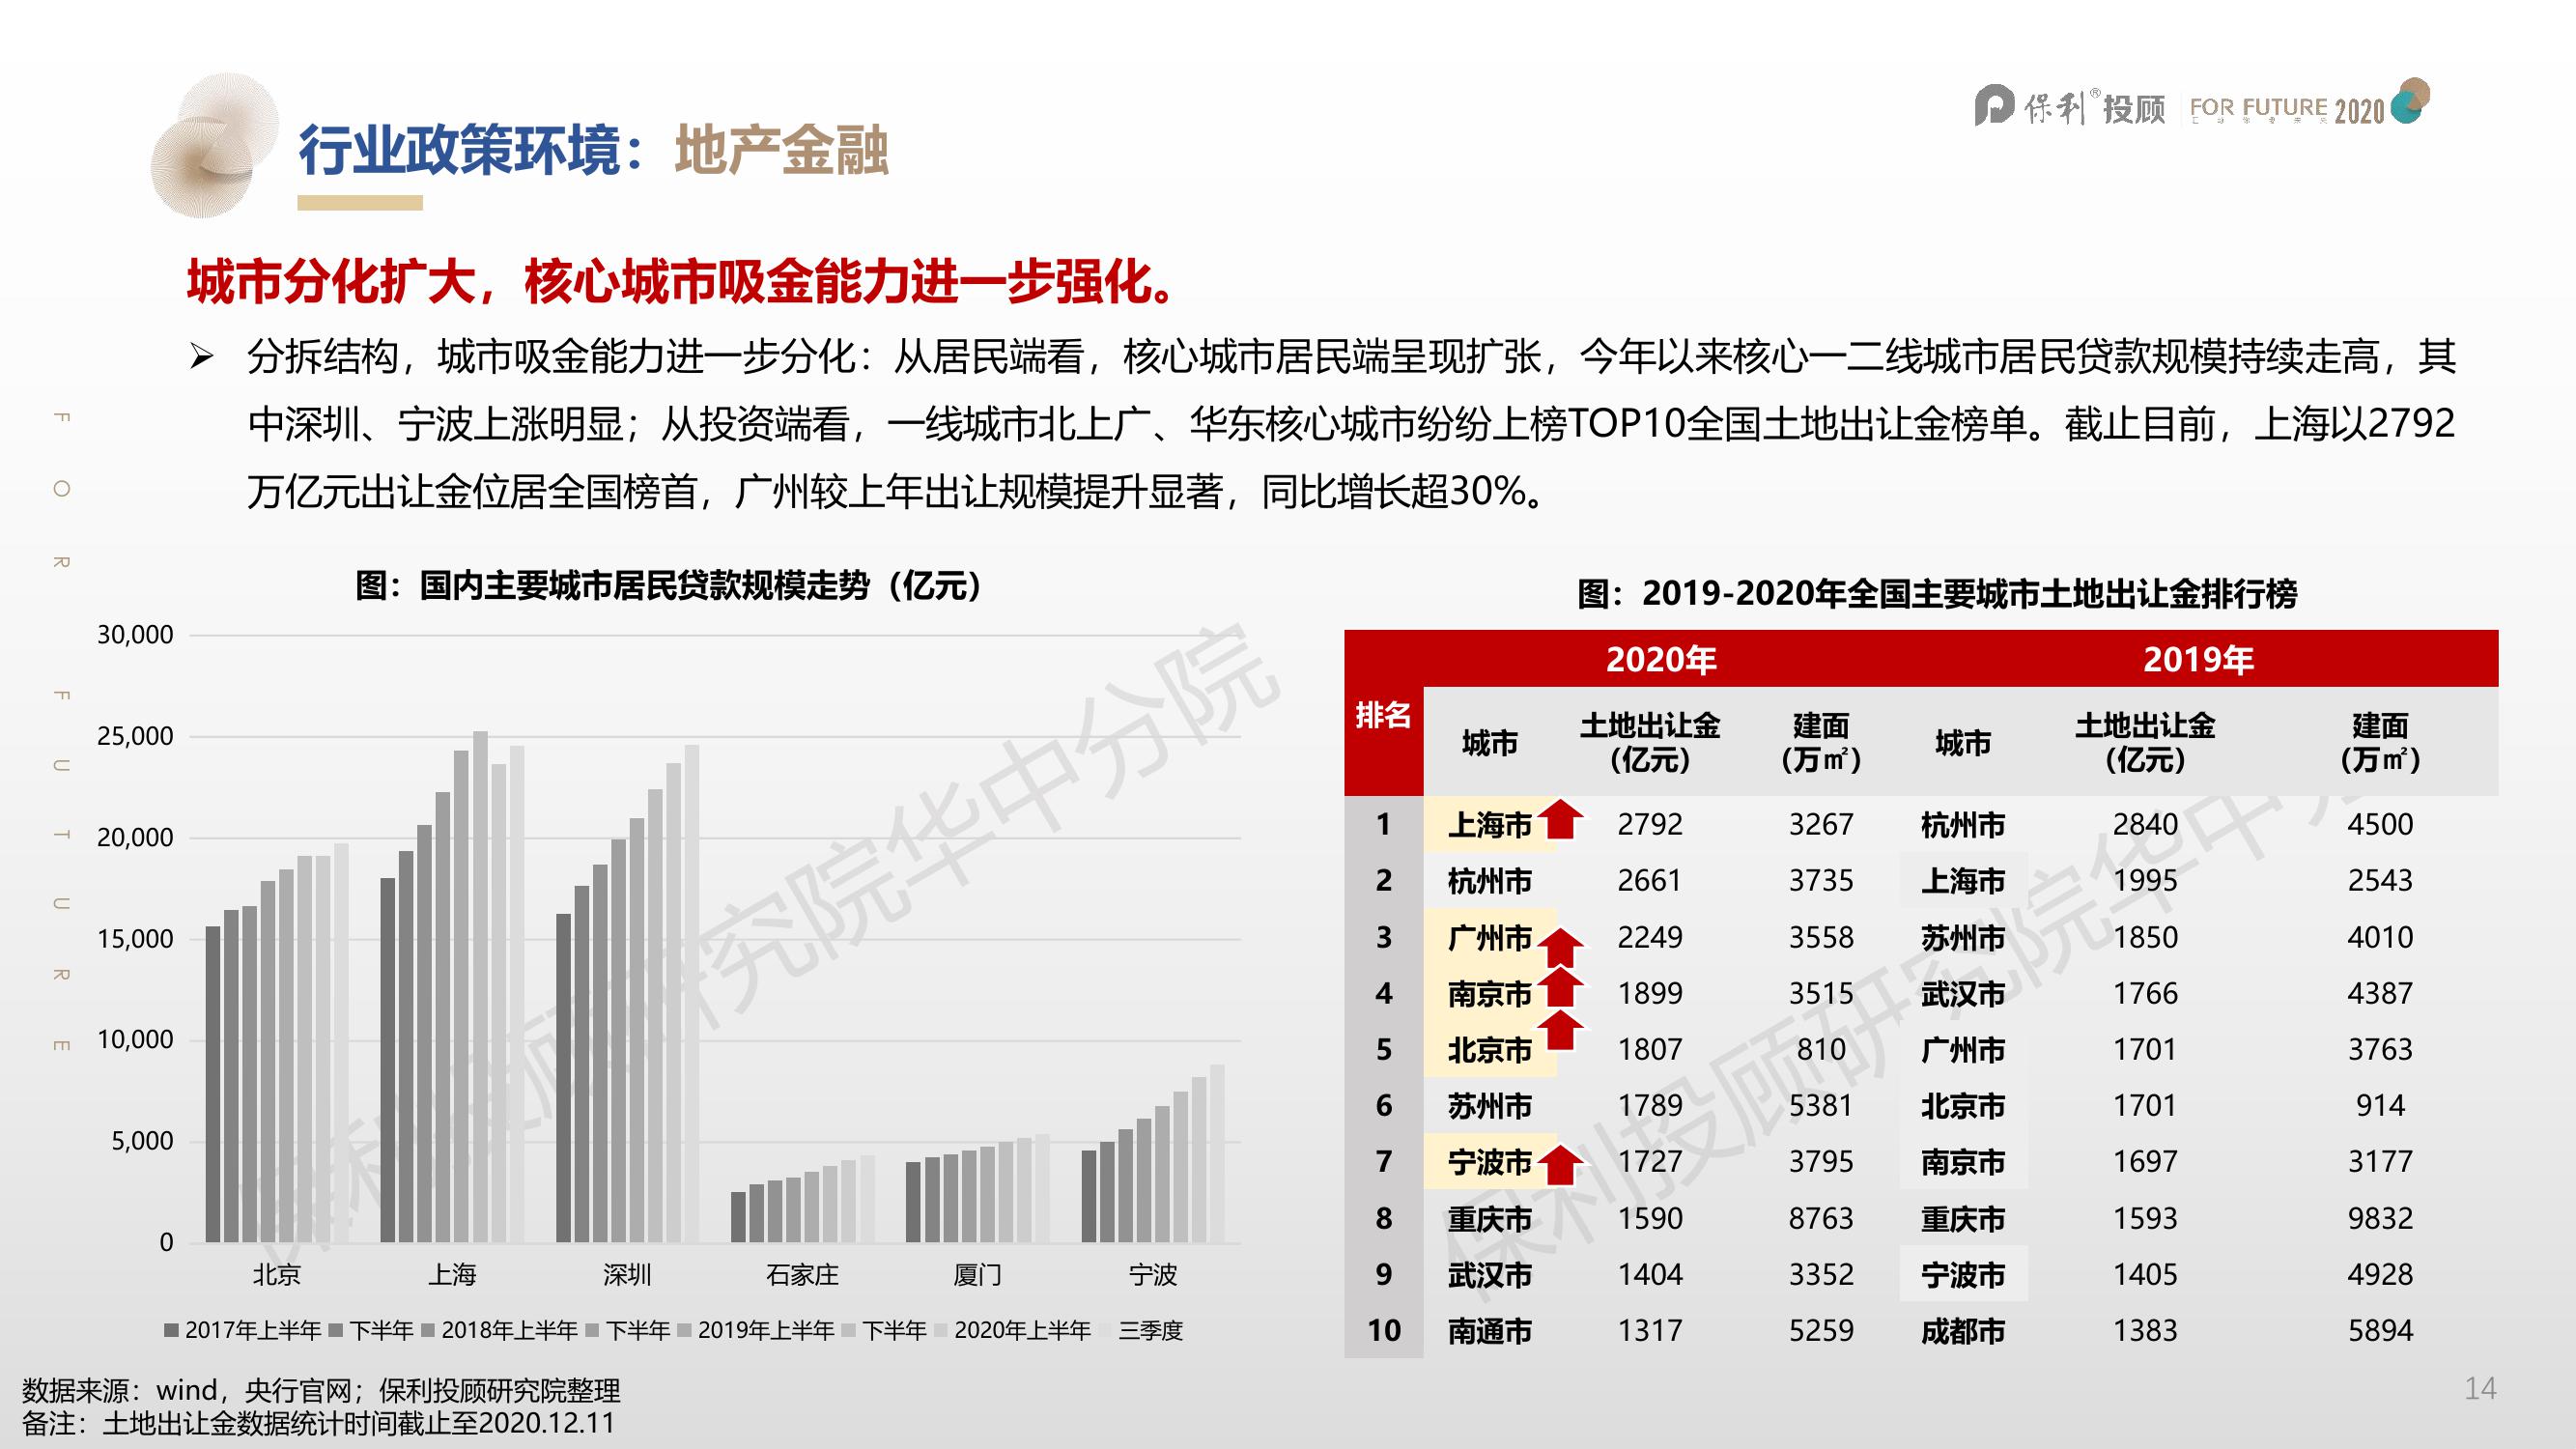 行业政策环境：地产金融
保利®投顾 FOR FUTURE 2020
城市分化扩大，核心城市吸金能力进一步强化。
➢ 分拆结构，城市吸金能力进一步分化：从居民端看，核心城市居民端呈现扩张，今年以来核心一二线城市居民贷款规模持续走高，其
中深圳、宁波上涨明显；从投资端看，一线城市北上广、华东核心城市纷纷上榜TOP10全国土地出让金榜单。截止目前，上海以2792
万亿元出让金位居全国榜首，广州较上年出让规模提升显著，同比增长超30%。
FOR FUTURE
图：国内主要城市居民贷款规模走势（亿元）
30,000
25,000
20,000
15,000
10,000
5,000
0
北京 上海 深圳 石家庄 厦门 宁波
2017年上半年 下半年 2018年上半年 下半年 2019年上半年 下半年 2020年上半年 三季度
图：2019-2020年全国主要城市土地出让金排行榜
排名 2020年 2019年
城市 土地出让金（亿元） 建面（万㎡） 城市 土地出让金（亿元） 建面（万㎡）
1 上海市 2792 3267 杭州市 2840 4500
2 杭州市 2661 3735 上海市 1995 2543
3 广州市 2249 3558 苏州市 1850 4010
4 南京市 1899 3515 武汉市 1766 4387
5 北京市 1807 810 广州市 1701 3763
6 苏州市 1789 5381 北京市 1701 914
7 宁波市 1727 3795 南京市 1697 3177
8 重庆市 1590 8763 重庆市 1593 9832
9 武汉市 1404 3352 宁波市 1405 4928
10 南通市 1317 5259 成都市 1383 5894
保利投顾研究院华中分院
保利投顾研究院华中分
数据来源：wind，央行官网；保利投顾研究院整理
备注：土地出让金数据统计时间截止至2020.12.11
14